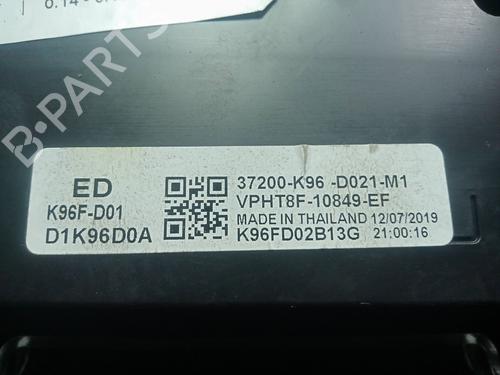 B-PARTS
ED
K96F-D01
D1K96D0A
37200-K96 -D021-M1
VPHT8F-10849-EF
MADE IN THAILAND 12/07/2019
K96FD02B13G 21:00:16